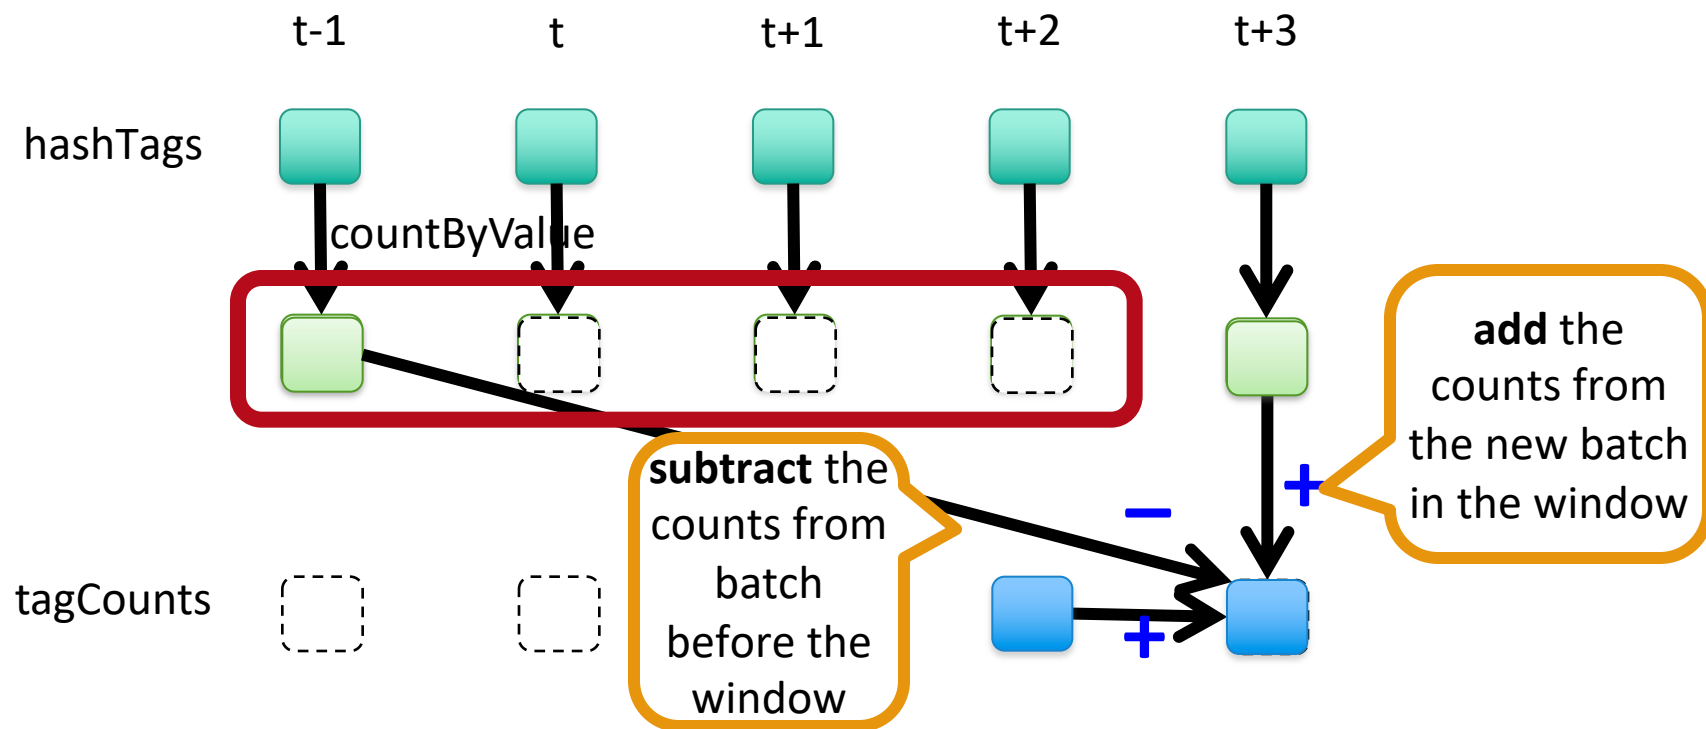 t-1 t t+1 t+2 t+3
hashTags
countByValue
add the
counts from
the new batch
in the window
+
subtract the
counts from
batch
before the
window
−
+
tagCounts